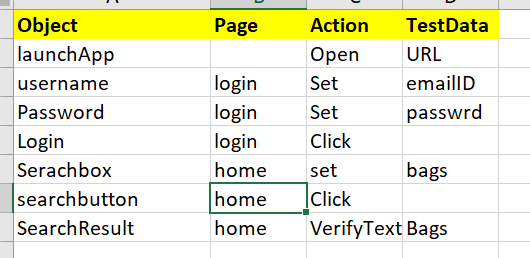 Object Page Action TestData
launchApp Open URL
username login Set emailID
Password login Set passwrd
Login login Click
Serachbox home set bags
searchbutton home Click
SearchResult home VerifyText Bags